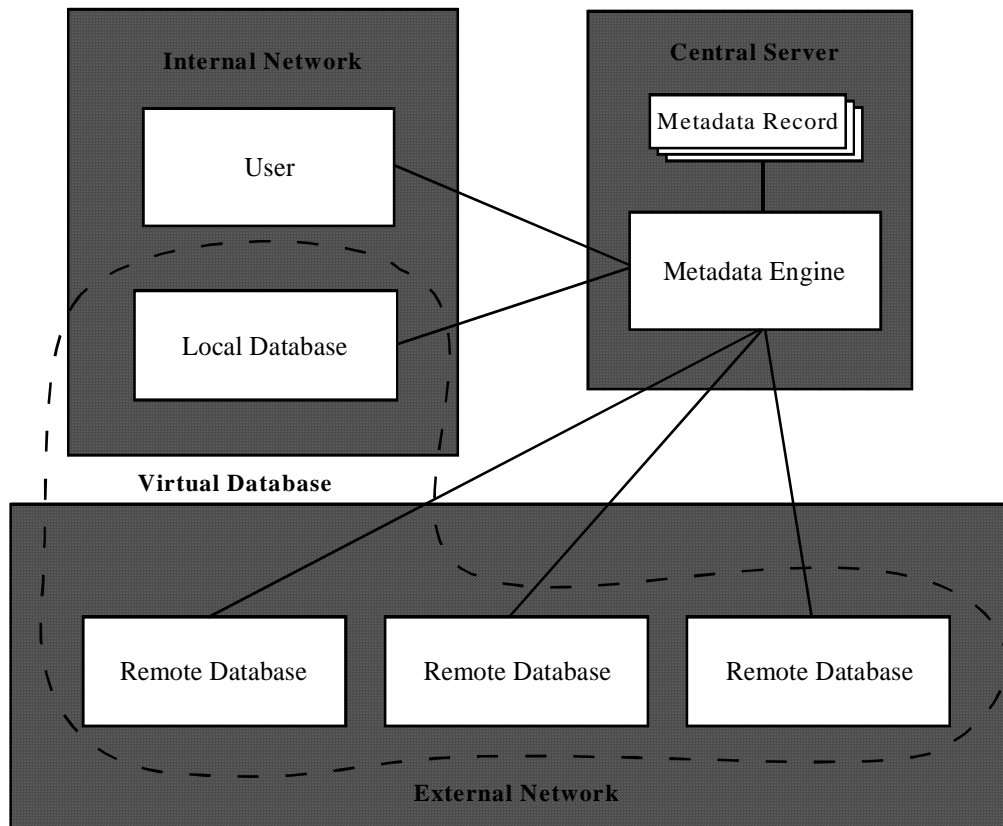 Internal Network
Central Server
Metadata Record
User
Metadata Engine
Local Database
Virtual Database
Remote Database
Remote Database
Remote Database
External Network